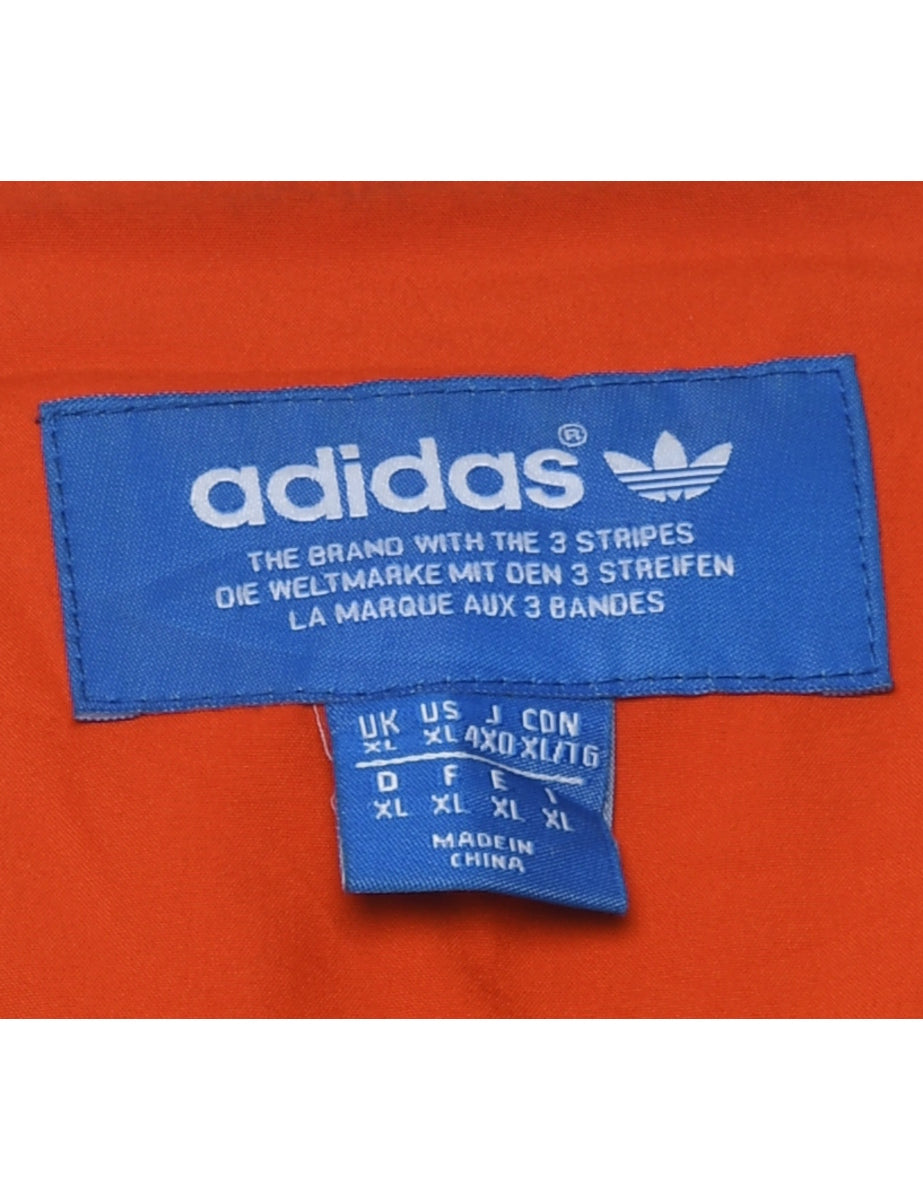 adidas®
THE BRAND WITH THE 3 STRIPES
DIE WELTMARKE MIT DEN 3 STREIFEN
LA MARQUE AUX 3 BANDES
UK US J CDN
XL XL 4XO XL/TG
D F E I
XL XL XL XL
MADE IN
CHINA